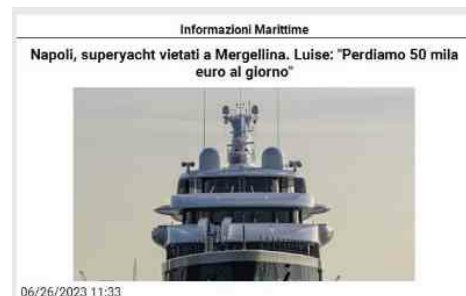 Informazioni Marittime
Napoli, superyacht vietati a Mergellina. Luise: "Perdiamo 50 mila
euro al giorno"
06/26/2023 11:33